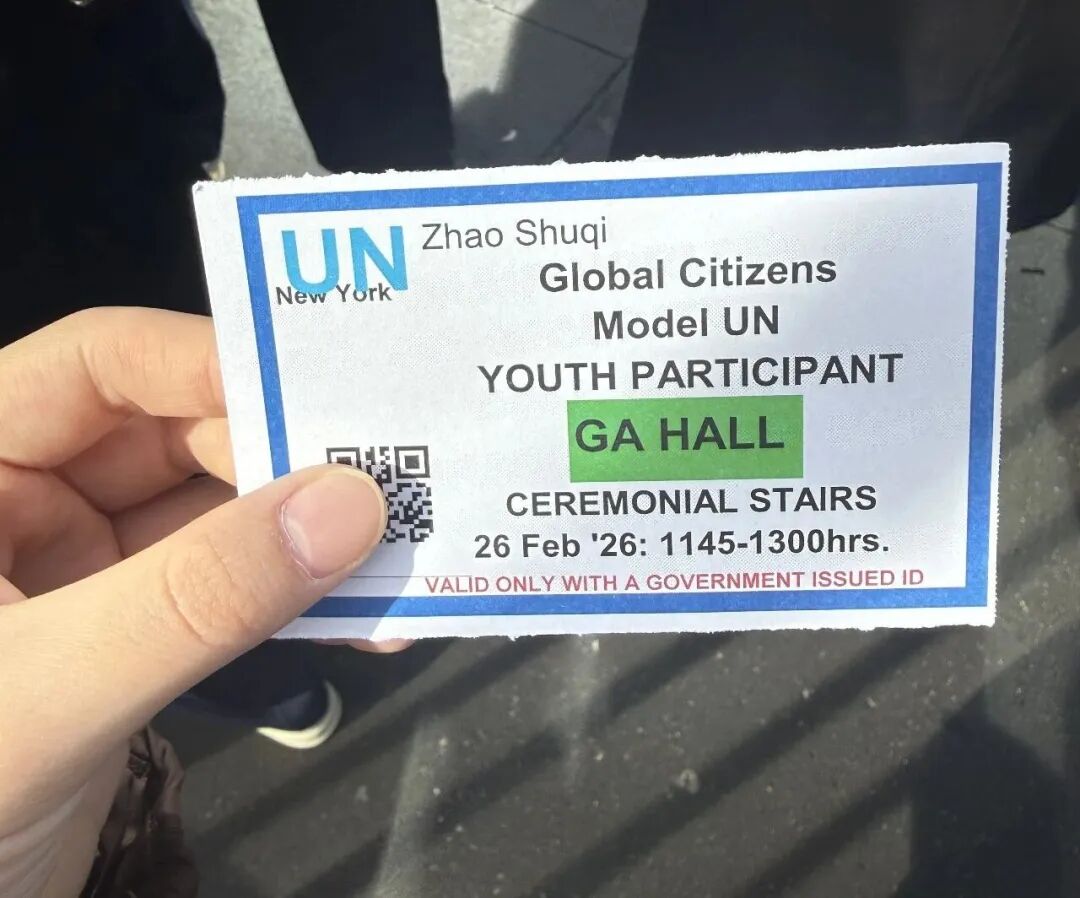 UN Zhao Shuqi
New York
Global Citizens
Model UN
YOUTH PARTICIPANT
GA HALL
CEREMONIAL STAIRS
26 Feb '26: 1145-1300hrs.
VALID ONLY WITH A GOVERNMENT ISSUED ID